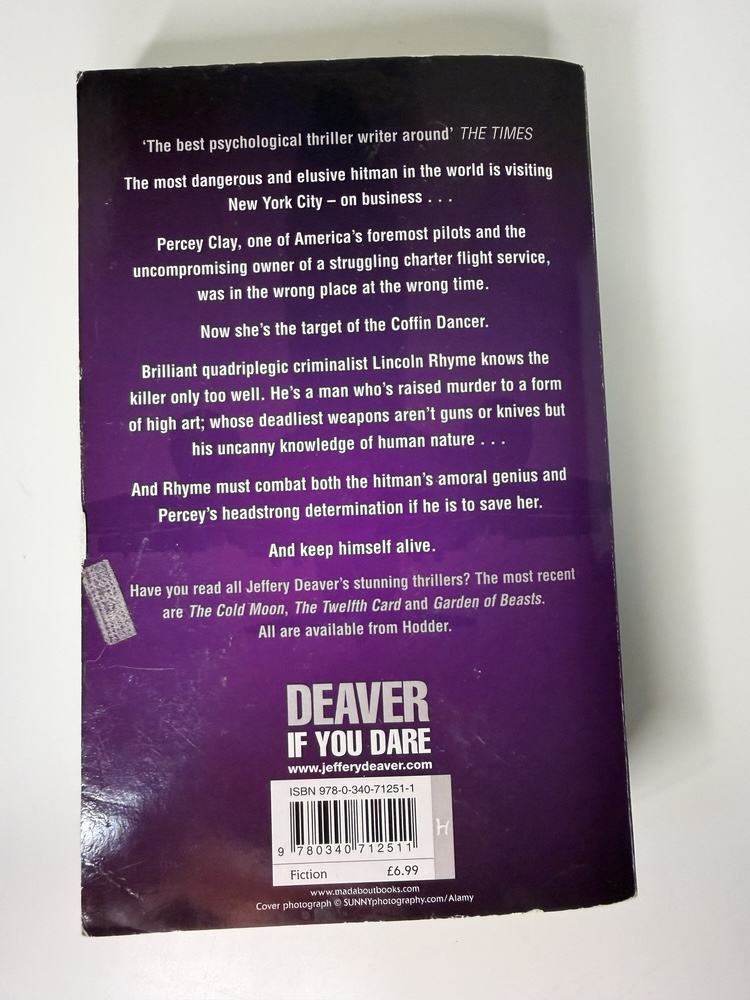 ‘The best psychological thriller writer around’ THE TIMES
The most dangerous and elusive hitman in the world is visiting
New York City – on business . . .
Percey Clay, one of America’s foremost pilots and the
uncompromising owner of a struggling charter flight service,
was in the wrong place at the wrong time.
Now she’s the target of the Coffin Dancer.
Brilliant quadriplegic criminalist Lincoln Rhyme knows the
killer only too well. He’s a man who’s raised murder to a form
of high art; whose deadliest weapons aren’t guns or knives but
his uncanny knowledge of human nature . . .
And Rhyme must combat both the hitman’s amoral genius and
Percey’s headstrong determination if he is to save her.
And keep himself alive.
Have you read all Jeffery Deaver’s stunning thrillers? The most recent
are The Cold Moon, The Twelfth Card and Garden of Beasts.
All are available from Hodder.
DEAVER
IF YOU DARE
www.jefferydeaver.com
ISBN 978-0-340-71251-1
9 780340 712511
H
Fiction £6.99
www.madaboutbooks.com
Cover photograph © SUNNYphotography.com/Alamy